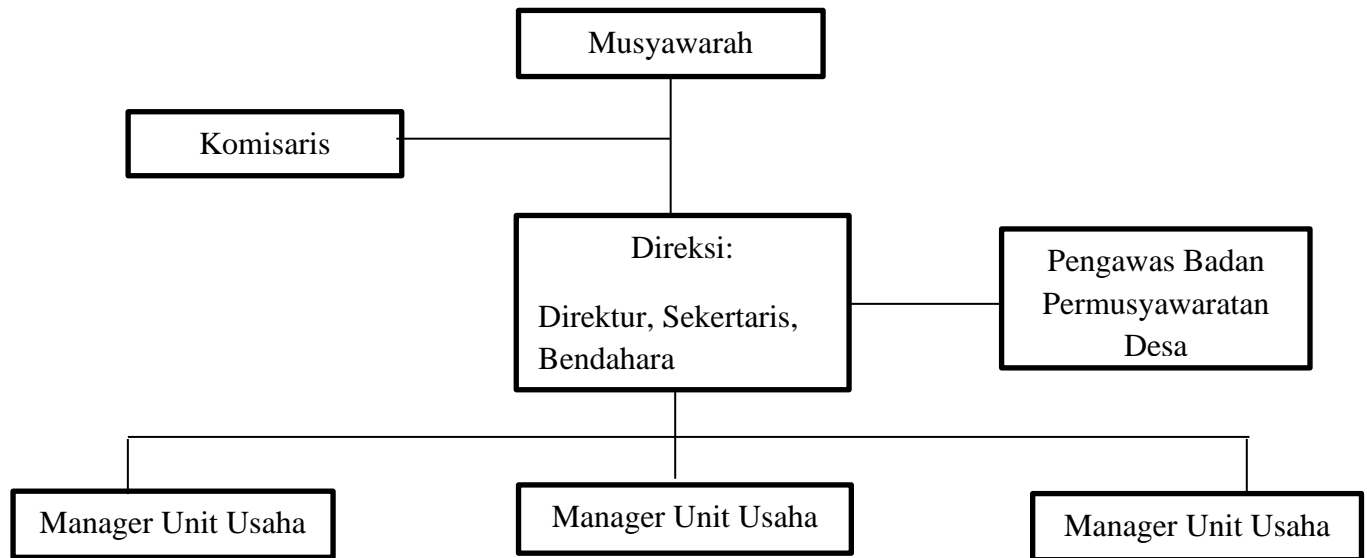 Musyawarah
Komisaris
Direksi:
Direktur, Sekertaris,
Bendahara
Pengawas Badan
Permusyawaratan
Desa
Manager Unit Usaha
Manager Unit Usaha
Manager Unit Usaha